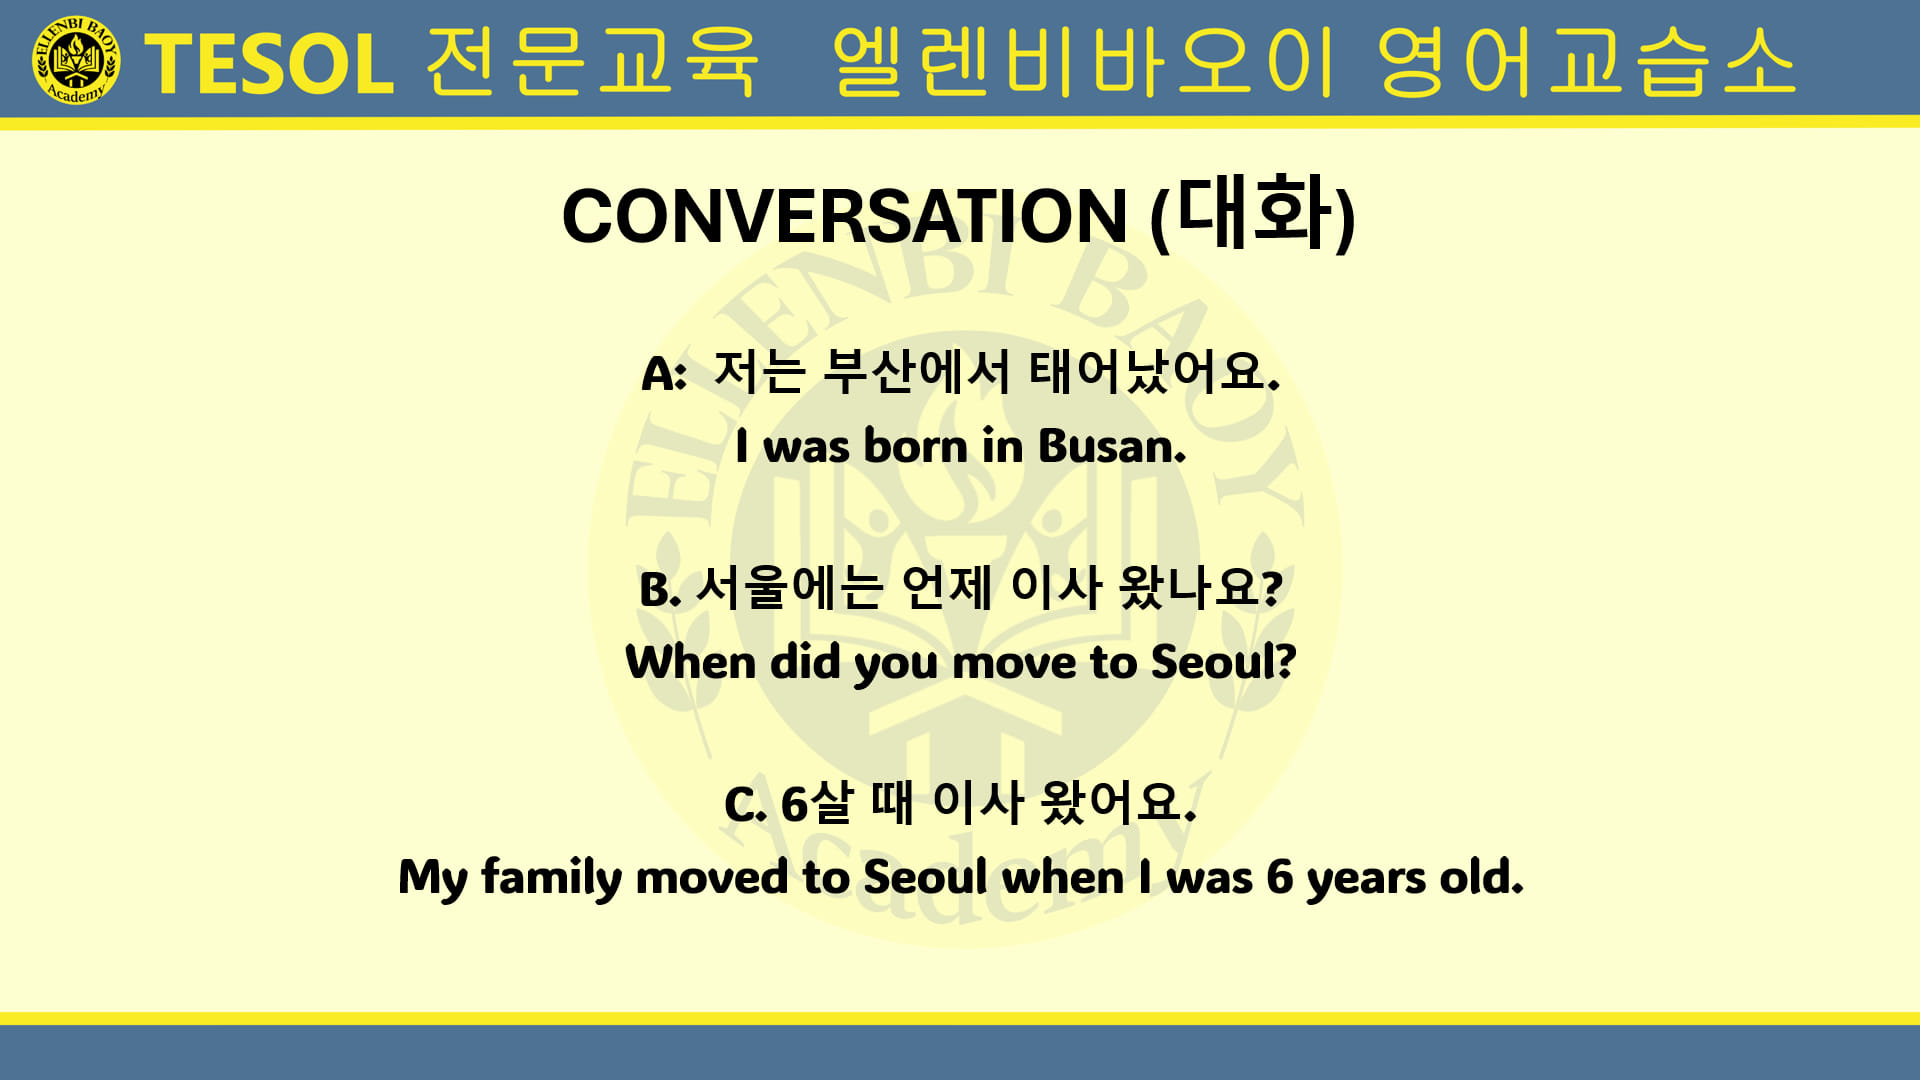 ELLENBI BAOY
Academy
TESOL 전문교육 엘렌비바오이 영어교습소
CONVERSATION (대화)
A: 저는 부산에서 태어났어요.
I was born in Busan.
B. 서울에는 언제 이사 왔나요?
When did you move to Seoul?
C. 6살 때 이사 왔어요.
My family moved to Seoul when I was 6 years old.
ELLENBI BAOY
Academy